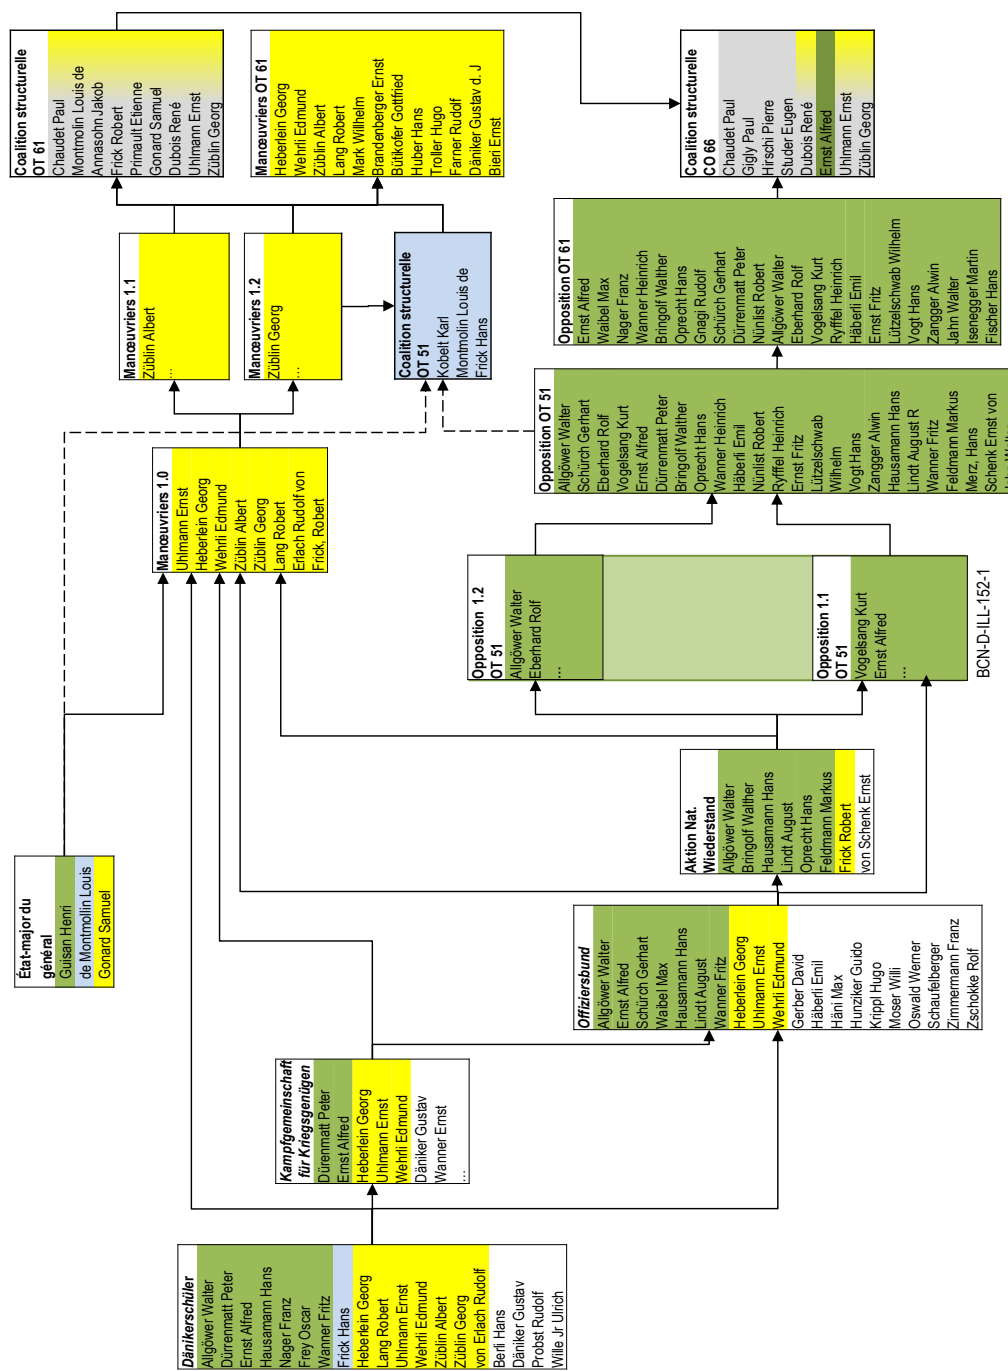 Dänikerschüler
Allgöwer Walter
Dürrenmatt Peter
Ernst Alfred
Hausamann Hans
Nager Franz
Frey Oscar
Wanner Fritz
Frick Hans
Heberlein Georg
Lang Robert
Uhlmann Ernst
Wehrli Edmund
Züblin Albert
Züblin Georg
von Erlach Rudolf
Berli Hans
Däniker Gustav
Probst Rudolf
Wille Jr Ulrich
Kampfgemeinschaft
für Kriegsgenügen
Dürenmatt Peter
Ernst Alfred
Heberlein Georg
Uhlmann Ernst
Wehrli Edmund
Däniker Gustav
Wanner Ernst
...
État-major du
général
Guisan Henri
de Montmollin Louis
Gonard Samuel
Offiziersbund
Allgöwer Walter
Ernst Alfred
Schürch Gerhart
Waibel Max
Hausamann Hans
Lindt August
Wanner Fritz
Heberlein Georg
Uhlmann Ernst
Wehrli Edmund
Gerber David
Häberli Emil
Häni Max
Hunziker Guido
Krippl Hugo
Moser Willi
Oswald Werner
Schaufelberger
Zimmermann Franz
Zschokke Rolf
Aktion Nat.
Wiederstand
Allgöwer Walter
Bringolf Walther
Hausamann Hans
Lindt August
Oprecht Hans
Feldmann Markus
Frick Robert
von Schenk Ernst
Manœuvriers 1.0
Uhlmann Ernst
Heberlein Georg
Wehrli Edmund
Züblin Albert
Züblin Georg
Lang Robert
Erlach Rudolf von
Frick, Robert
Opposition 1.2
OT 51
Allgöwer Walter
Eberhard Rolf
...
Opposition 1.1
OT 51
Vogelsang Kurt
Ernst Alfred
...
BCN-D-ILL-152-1
Manœuvriers 1.1
Züblin Albert
...
Manœuvriers 1.2
Züblin Georg
...
Coalition structurelle
OT 51
Kobelt Karl
Montmolin Louis de
Frick Hans
Opposition OT 51
Allgöwer Walter
Schürch Gerhart
Eberhard Rolf
Vogelsang Kurt
Ernst Alfred
Dürrenmatt Peter
Bringolf Walther
Oprecht Hans
Wanner Heinrich
Häberli Emil
Nünlist Robert
Ryfffel Heinrich
Ernst Fritz
Lützelschwab
Wilhelm
Vogt Hans
Zangger Alwin
Hausamann Hans
Lindt August R
Wanner Fritz
Feldmann Markus
Merz, Hans
Schenk Ernst von
Coalition structurelle
OT 61
Chaudet Paul
Montmolin Louis de
Annasohn Jakob
Frick Robert
Primault Etienne
Gonard Samuel
Dubois René
Uhlmann Ernst
Züblin Georg
Manœuvriers OT 61
Heberlein Georg
Wehrli Edmund
Züblin Albert
Lang Robert
Mark Wilhelm
Brandenberger Ernst
Bütikofer Gottfried
Huber Hans
Troller Hugo
Farner Rudolf
Däniker Gustav d. J
Bieri Ernst
Opposition OT 61
Ernst Alfred
Waibel Max
Nager Franz
Wanner Heinrich
Bringolf Walther
Oprecht Hans
Gnagi Rudolf
Schürch Gerhart
Dürrenmatt Peter
Nünlist Robert
Allgöwer Walter
Eberhard Rolf
Vogelsang Kurt
Ryfffel Heinrich
Häberli Emil
Ernst Fritz
Lützelschwab Wilhelm
Vogt Hans
Zangger Alwin
Jahn Walter
Isenegger Martin
Fischer Hans
Coalition structurelle
CO 66
Chaudet Paul
Gigly Paul
Hirschi Pierre
Studer Eugen
Dubois René
Ernst Alfred
Uhlmann Ernst
Züblin Georg